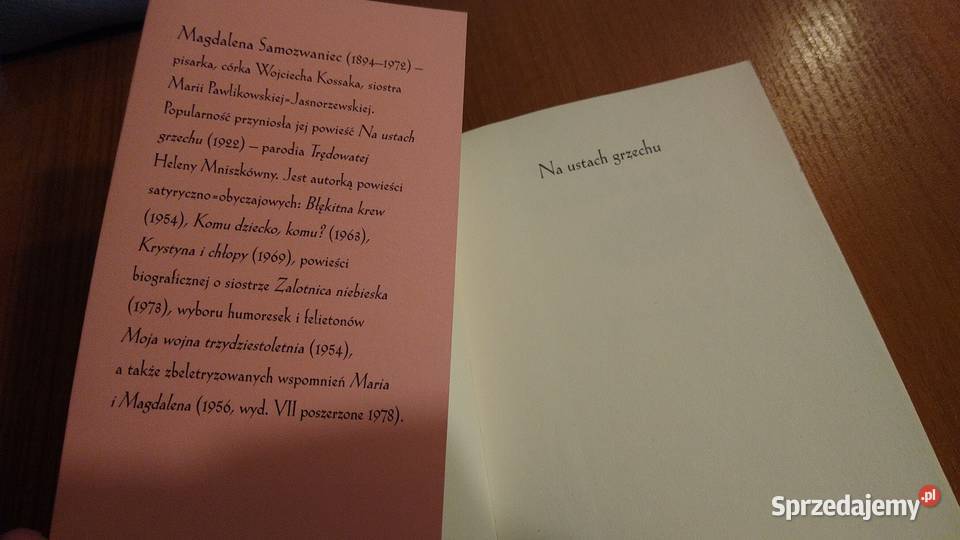 Magdalena Samozwaniec (1894–1972) –
pisarka, córka Wojciecha Kossaka, siostra
Marii Pawlikowskiej=Jasnorzewskiej.
Popularność przyniosła jej powieść Na ustach
grzechu (1922) – parodia Trędowatej
Heleny Mniszkówny. Jest autorką powieści
satyryczno=obyczajowych: Błękitna krew
(1954), Komu dziecko, komu? (1963),
Krystyna i chłopy (1969), powieści
biograficznej o siostrze Zalotnica niebieska
(1973), wyboru humoresek i felietonów
Moja wojna trzydziestoletnia (1954),
a także zbeletryzowanych wspomnień Maria
i Magdalena (1956, wyd. VII poszerzone 1978).
Na ustach grzechu
Sprzedajemy.pl